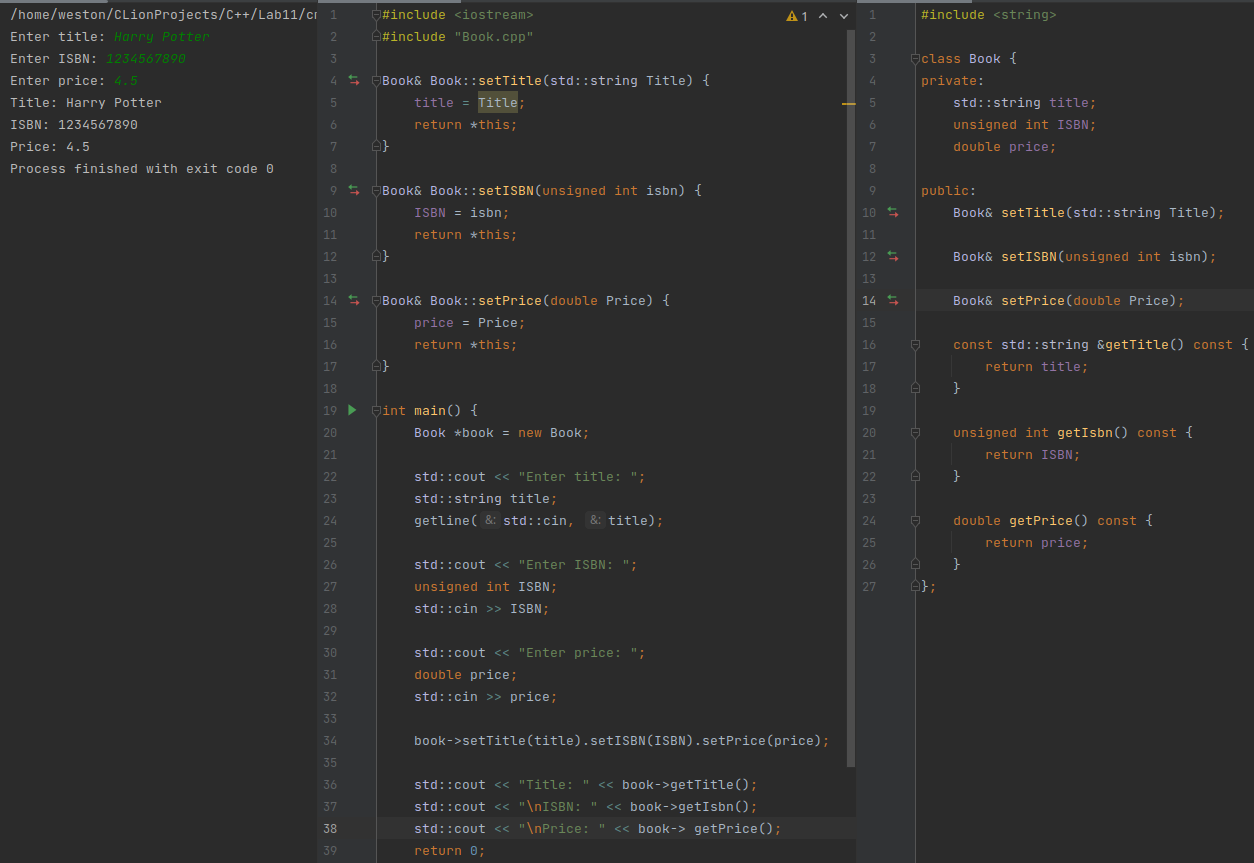 /home/weston/CLionProjects/C++/Lab11/cm
Enter title: Harry Potter
Enter ISBN: 1234567890
Enter price: 4.5
Title: Harry Potter
ISBN: 1234567890
Price: 4.5
Process finished with exit code 0
1 #include <iostream>
2 #include "Book.cpp"
3
4 Book& Book::setTitle(std::string Title) {
5 title = Title;
6 return *this;
7 }
8
9 Book& Book::setISBN(unsigned int isbn) {
10 ISBN = isbn;
11 return *this;
12 }
13
14 Book& Book::setPrice(double Price) {
15 price = Price;
16 return *this;
17 }
18
19 int main() {
20 Book *book = new Book;
21
22 std::cout << "Enter title: ";
23 std::string title;
24 getline( &: std::cin, &: title);
25
26 std::cout << "Enter ISBN: ";
27 unsigned int ISBN;
28 std::cin >> ISBN;
29
30 std::cout << "Enter price: ";
31 double price;
32 std::cin >> price;
33
34 book->setTitle(title).setISBN(ISBN).setPrice(price);
35
36 std::cout << "Title: " << book->getTitle();
37 std::cout << "\nISBN: " << book->getIsbn();
38 std::cout << "\nPrice: " << book-> getPrice();
39 return 0;
1
1 #include <string>
2
3 class Book {
4 private:
5 std::string title;
6 unsigned int ISBN;
7 double price;
8
9 public:
10 Book& setTitle(std::string Title);
11
12 Book& setISBN(unsigned int isbn);
13
14 Book& setPrice(double Price);
15
16 const std::string &getTitle() const {
17 return title;
18 }
19
20 unsigned int getIsbn() const {
21 return ISBN;
22 }
23
24 double getPrice() const {
25 return price;
26 }
27 };